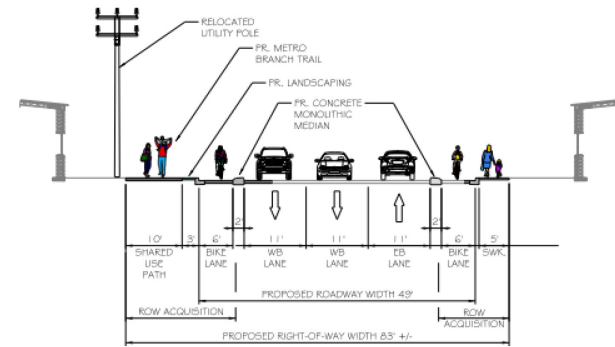 RELOCATED
UTILITY POLE
PR. METRO
BRANCH TRAIL
PR. LANDSCAPING
PR. CONCRETE
MONOLITHIC
MEDIAN
2' 2'
10' 3' 6' 11' 11' 11' 6' 5'
SHARED
USE
PATH
BIKE
LANE
WB
LANE
WB
LANE
EB
LANE
BIKE
LANE
SWK.
PROPOSED ROADWAY WIDTH 49'
ROW ACQUISITION
ROW
ACQUISITION
PROPOSED RIGHT-OF-WAY WIDTH 83' +/-